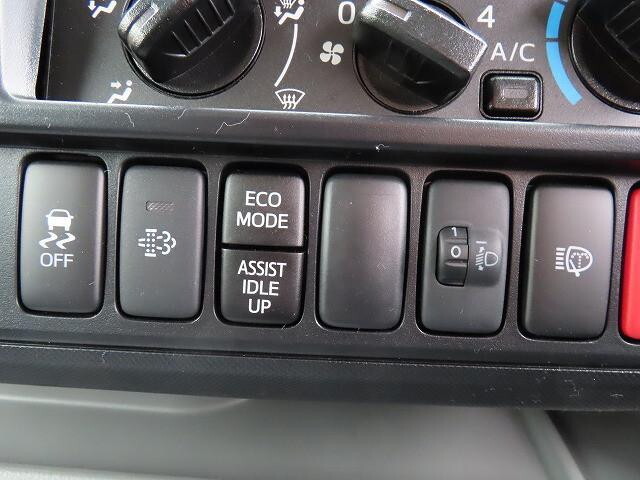 0 4
A/C
OFF
ECO
MODE
ASSIST
IDLE
UP
1
0